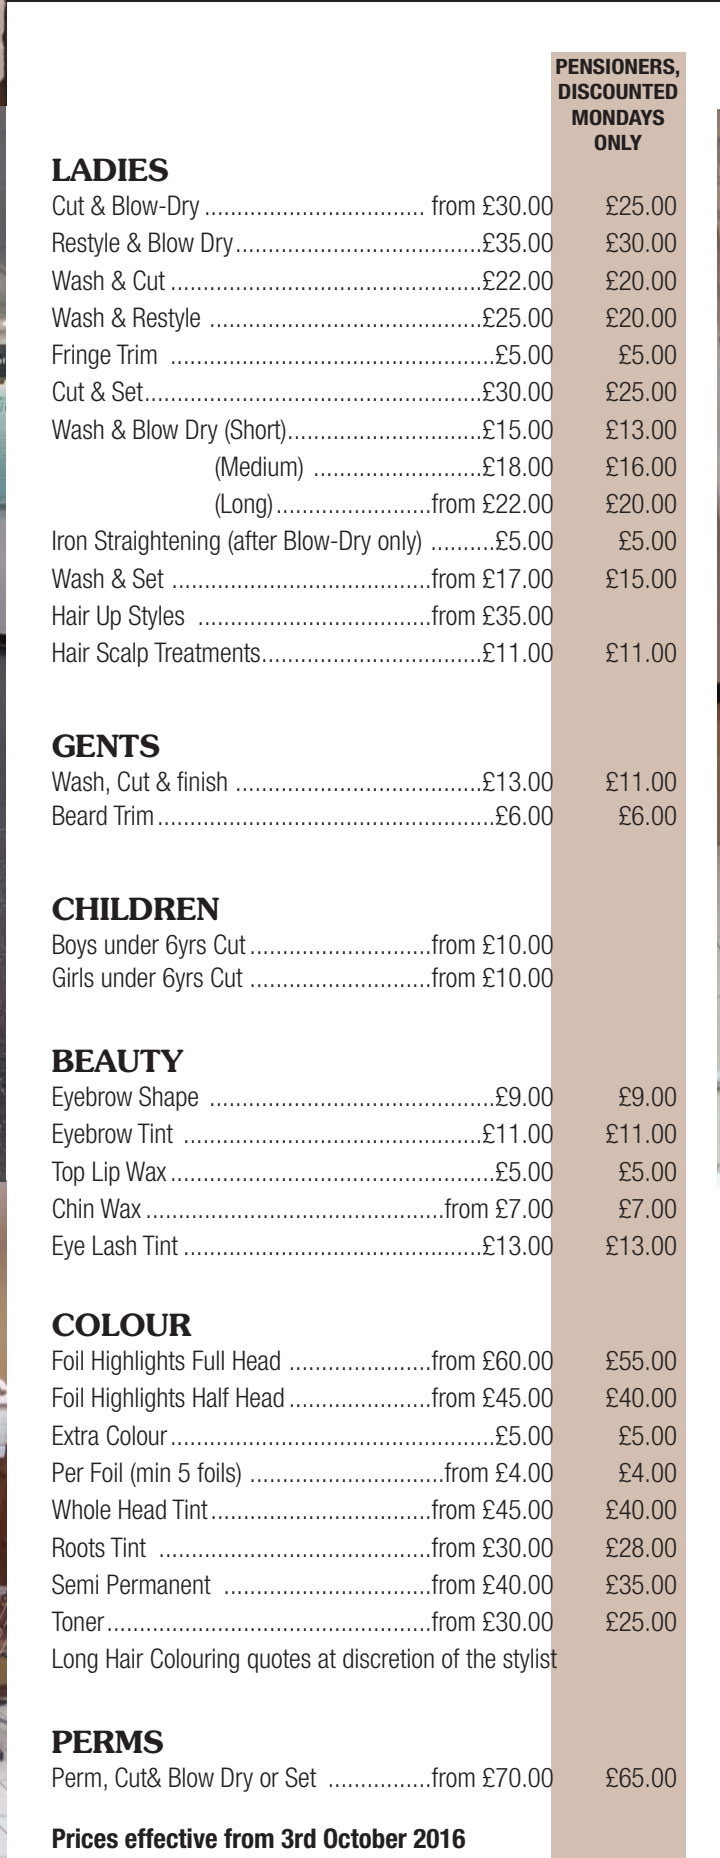 PENSIONERS,
DISCOUNTED
MONDAYS
ONLY
LADIES
Cut & Blow-Dry .................................. from £30.00 £25.00
Restyle & Blow Dry......................................£35.00 £30.00
Wash & Cut ................................................£22.00 £20.00
Wash & Restyle ..........................................£25.00 £20.00
Fringe Trim ..................................................£5.00 £5.00
Cut & Set....................................................£30.00 £25.00
Wash & Blow Dry (Short)..............................£15.00 £13.00
(Medium) ..........................£18.00 £16.00
(Long)........................from £22.00 £20.00
Iron Straightening (after Blow-Dry only) ..........£5.00 £5.00
Wash & Set ........................................from £17.00 £15.00
Hair Up Styles ....................................from £35.00
Hair Scalp Treatments..................................£11.00 £11.00
GENTS
Wash, Cut & finish ......................................£13.00 £11.00
Beard Trim....................................................£6.00 £6.00
CHILDREN
Boys under 6yrs Cut............................from £10.00
Girls under 6yrs Cut ............................from £10.00
BEAUTY
Eyebrow Shape ............................................£9.00 £9.00
Eyebrow Tint ..............................................£11.00 £11.00
Top Lip Wax..................................................£5.00 £5.00
Chin Wax..............................................from £7.00 £7.00
Eye Lash Tint..............................................£13.00 £13.00
COLOUR
Foil Highlights Full Head ......................from £60.00 £55.00
Foil Highlights Half Head......................from £45.00 £40.00
Extra Colour..................................................£5.00 £5.00
Per Foil (min 5 foils) ..............................from £4.00 £4.00
Whole Head Tint..................................from £45.00 £40.00
Roots Tint ..........................................from £30.00 £28.00
Semi Permanent ................................from £40.00 £35.00
Toner..................................................from £30.00 £25.00
Long Hair Colouring quotes at discretion of the stylist
PERMS
Perm, Cut& Blow Dry or Set ................from £70.00 £65.00
Prices effective from 3rd October 2016